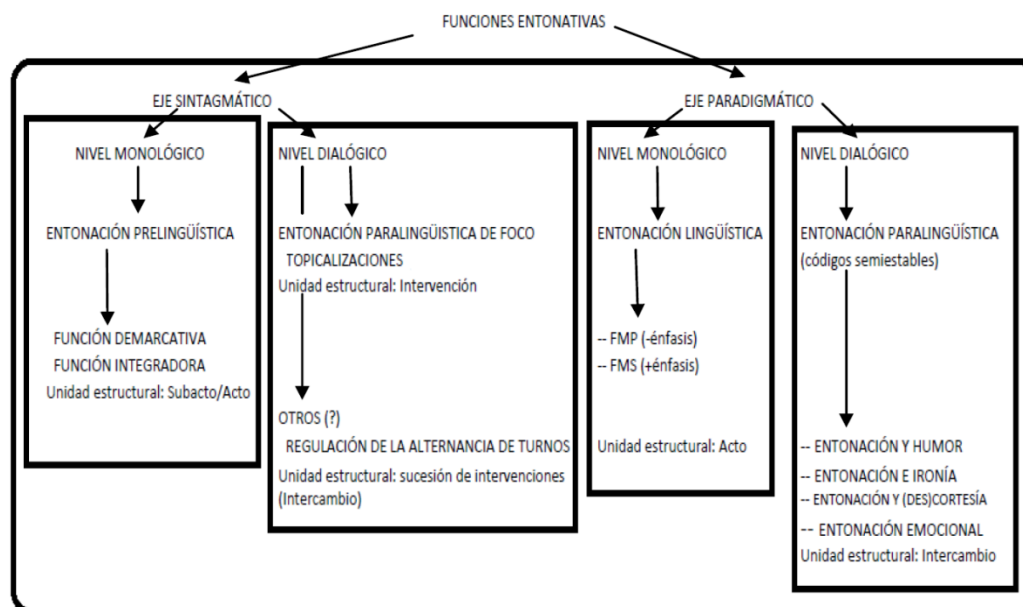 FUNCIONES ENTONATIVAS
EJE SINTAGMÁTICO
NIVEL MONOLÓGICO
ENTONACIÓN PRELINGÜÍSTICA
FUNCIÓN DEMARCATIVA
FUNCIÓN INTEGRADORA
Unidad estructural: Subacto/Acto
NIVEL DIALÓGICO
ENTONACIÓN PARALINGÜISTICA DE FOCO
TOPICALIZACIONES
Unidad estructural: Intervención
OTROS (?)
REGULACIÓN DE LA ALTERNANCIA DE TURNOS
Unidad estructural: sucesión de intervenciones
(Intercambio)
EJE PARADIGMÁTICO
NIVEL MONOLÓGICO
ENTONACIÓN LINGÜÍSTICA
-- FMP (-énfasis)
-- FMS (+énfasis)
Unidad estructural: Acto
NIVEL DIALÓGICO
ENTONACIÓN PARALINGÜÍSTICA
(códigos semiestables)
-- ENTONACIÓN Y HUMOR
-- ENTONACIÓN E IRONÍA
-- ENTONACIÓN Y (DES)CORTESÍA
-- ENTONACIÓN EMOCIONAL
Unidad estructural: Intercambio